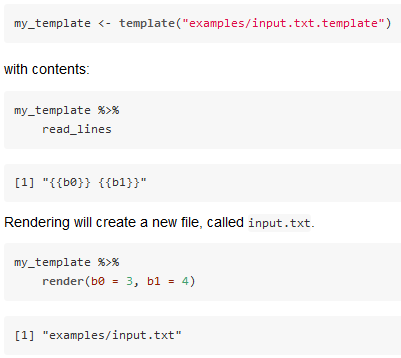 my_template <- template("examples/input.txt.template")
with contents:
my_template %>%
    read_lines
[1] "{{b0}} {{b1}}"
Rendering will create a new file, called input.txt.
my_template %>%
    render(b0 = 3, b1 = 4)
[1] "examples/input.txt"